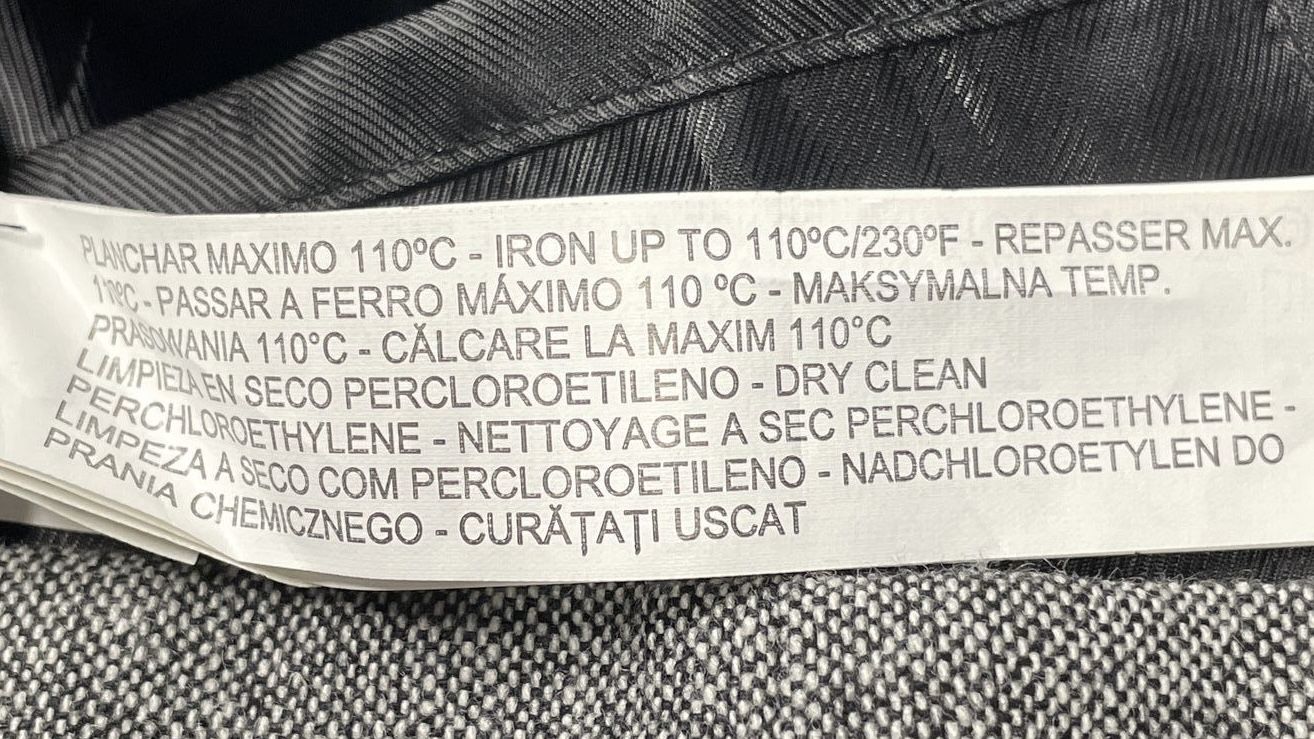 PLANCHAR MAXIMO 110ºC - IRON UP TO 110ºC/230ºF - REPASSER MAX.
110ºC - PASSAR A FERRO MÁXIMO 110 ºC - MAKSYMALNA TEMP.
PRASOWANIA 110°C - CĂLCARE LA MAXIM 110°C
LIMPIEZA EN SECO PERCLOROETILENO - DRY CLEAN
PERCHLOROETHYLENE - NETTOYAGE A SEC PERCHLOROETHYLENE -
LIMPEZA A SECO COM PERCLOROETILENO - NADCHLOROETYLEN DO
PRANIA CHEMICZNEGO - CURĂȚAȚI USCAT